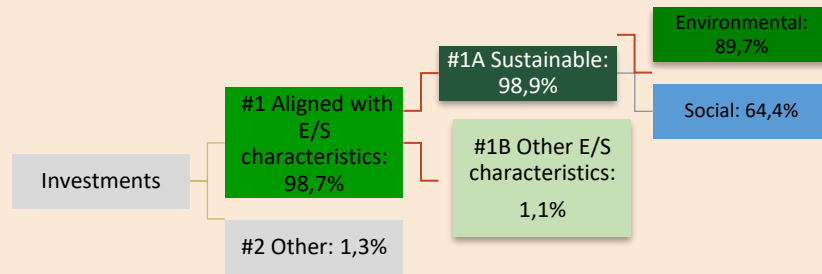 Investments
#1 Aligned with
E/S
characteristics:
98,7%
#2 Other: 1,3%
#1A Sustainable:
98,9%
#1B Other E/S
characteristics:
1,1%
Environmental:
89,7%
Social: 64,4%